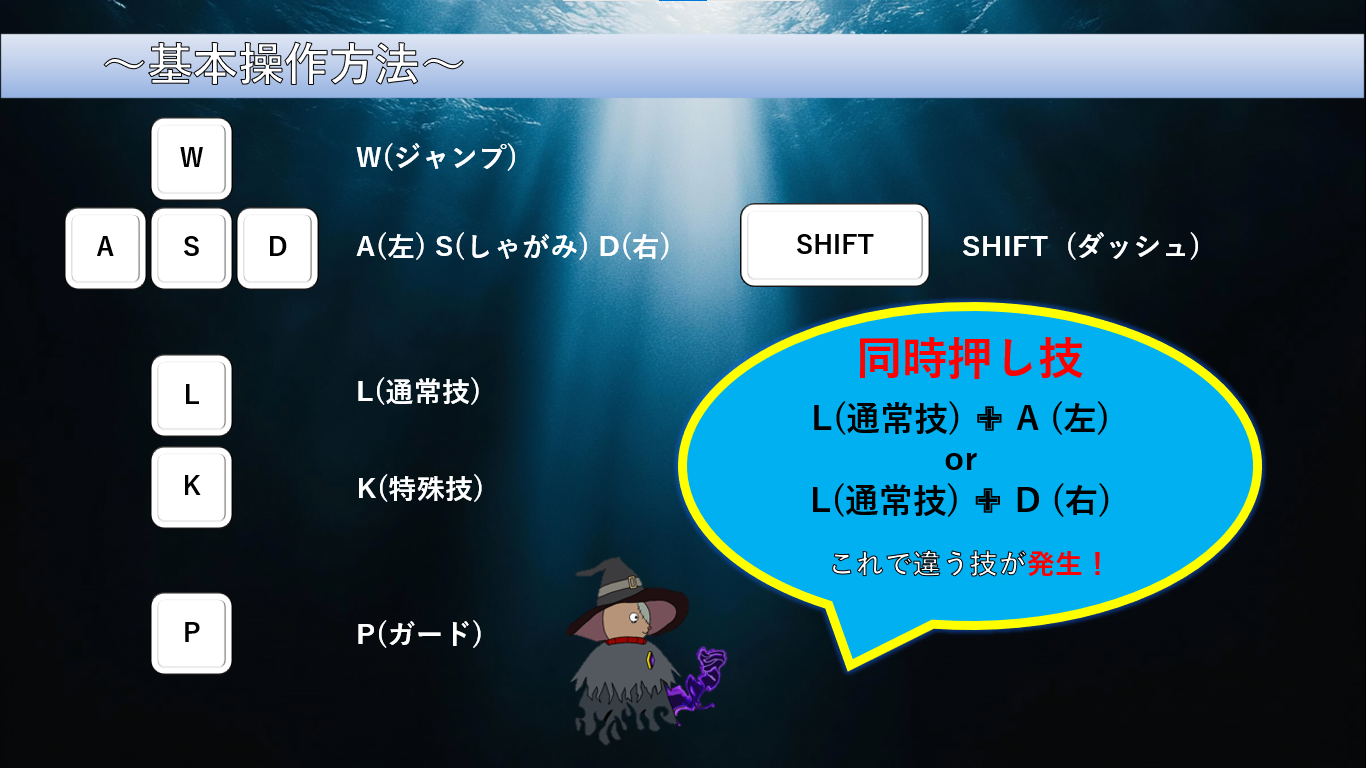 ～基本操作方法～
W
W(ジャンプ)
A
S
D
A(左) S(しゃがみ) D(右)
SHIFT
SHIFT（ダッシュ）
L
L(通常技)
K
K(特殊技)
P
P(ガード)
同時押し技
L(通常技) ✙ A (左)
or
L(通常技) ✙ D (右)
これで違う技が発生！